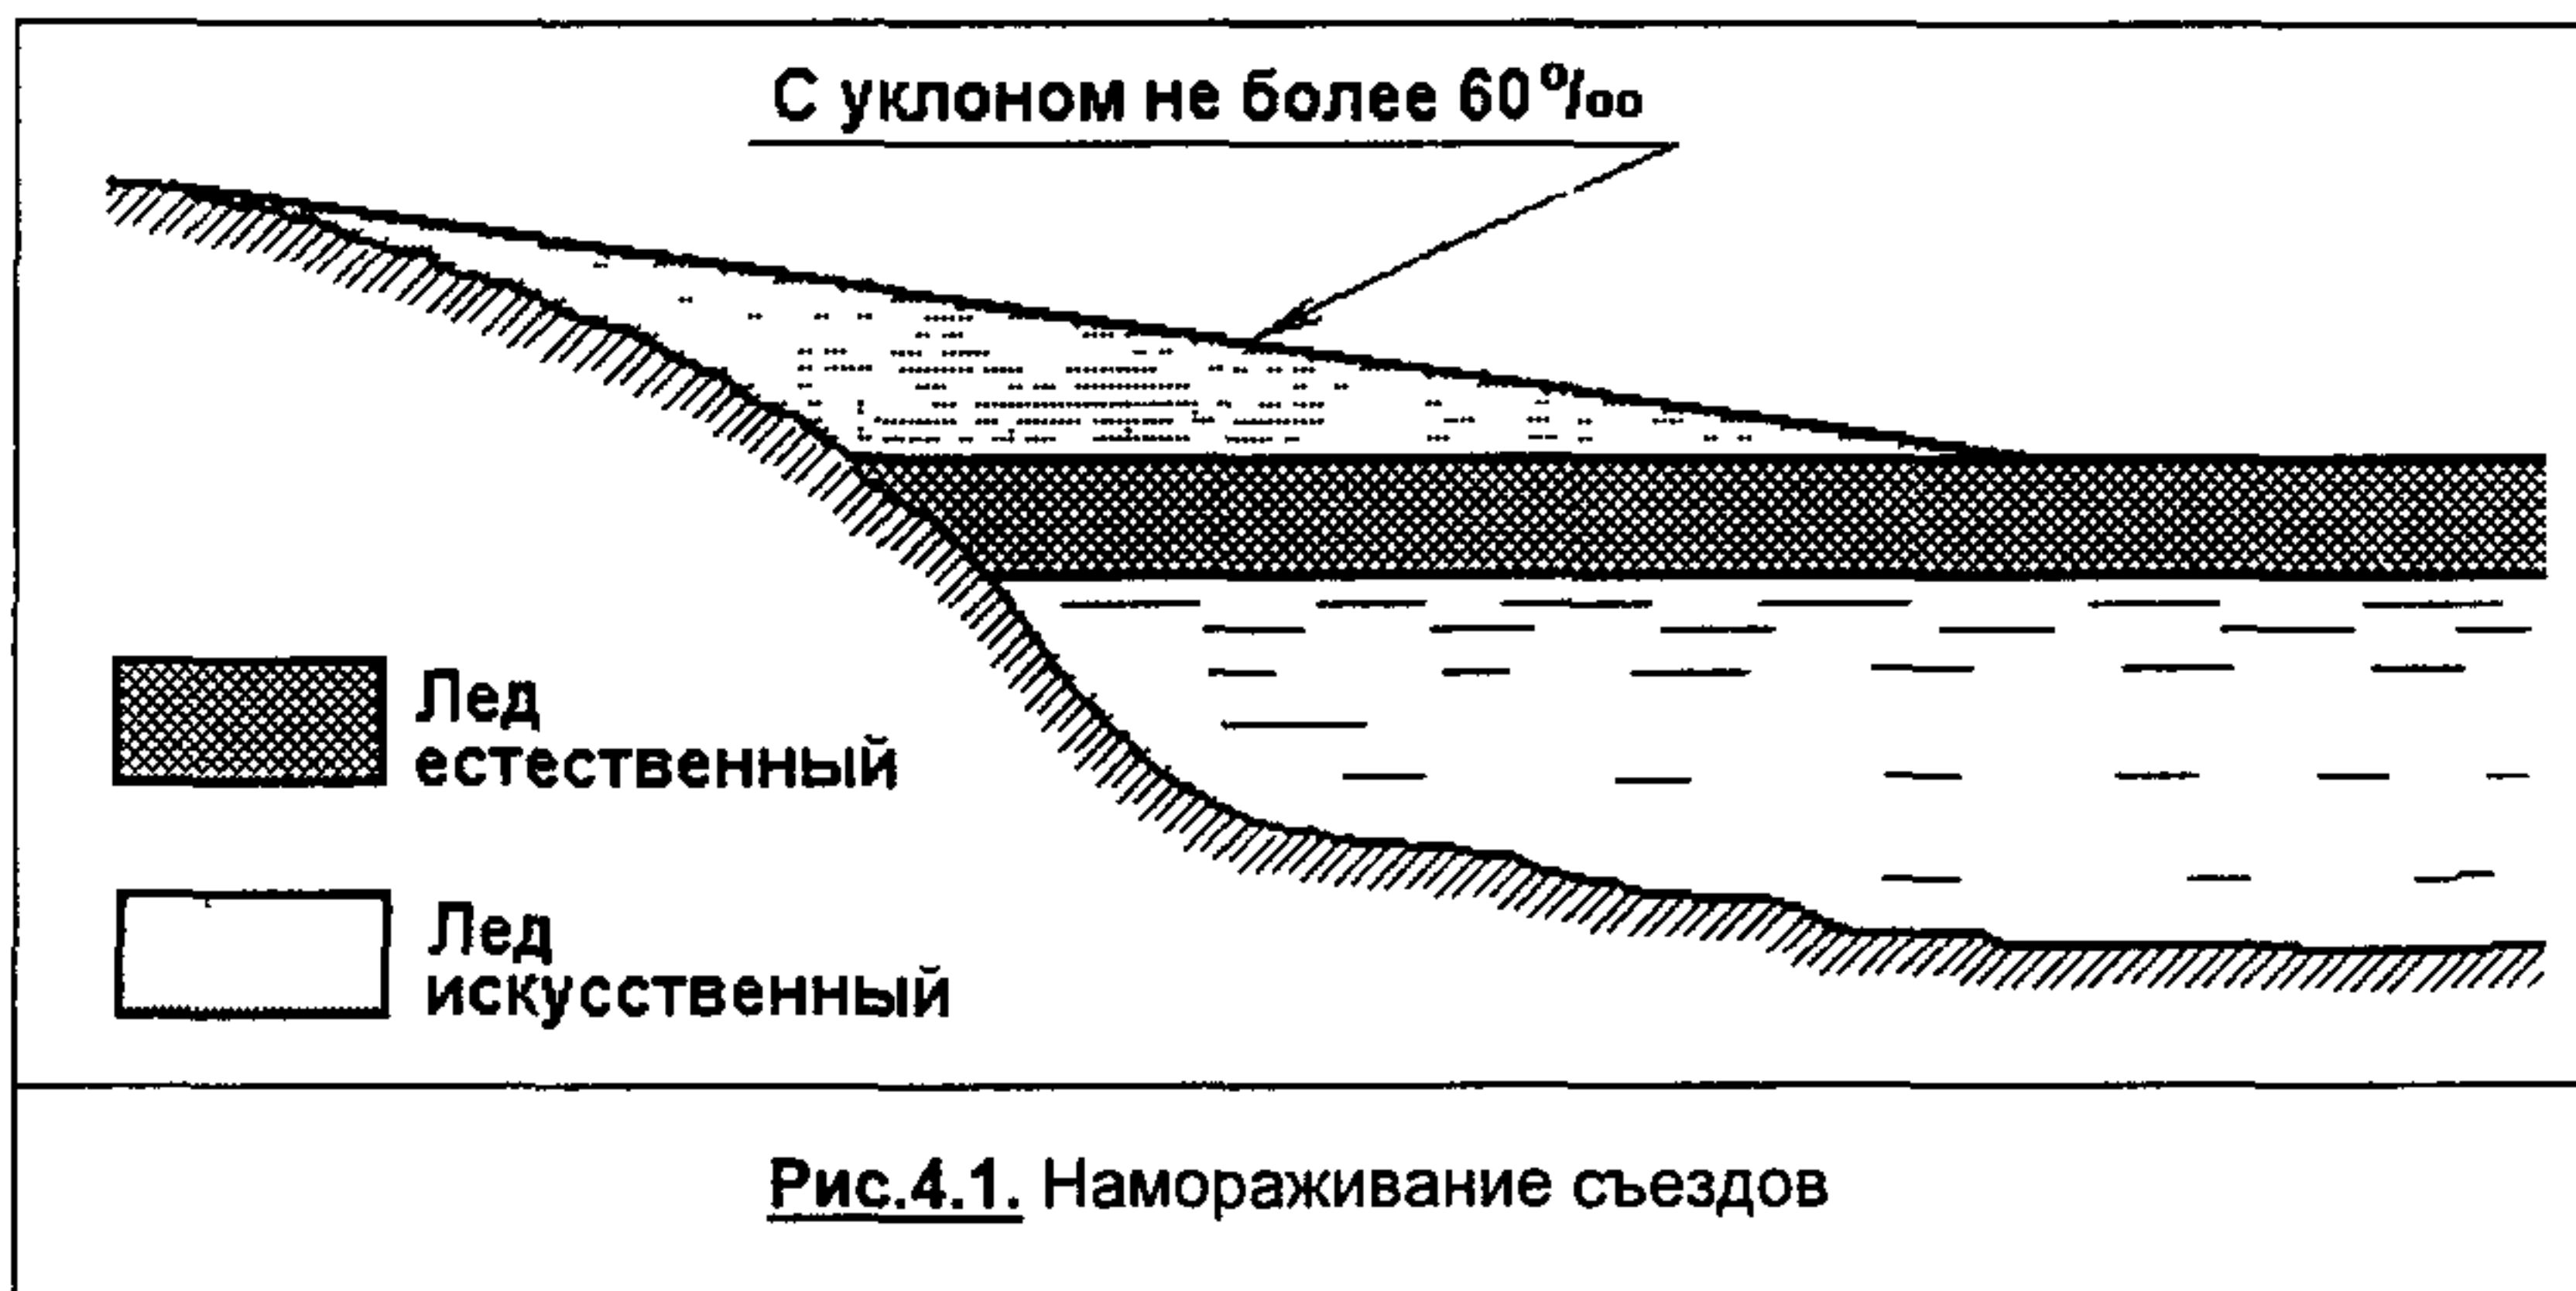 С уклоном не более 60 ‰
Лед
естественный
Лед
искусственный
Рис.4.1. Намораживание съездов